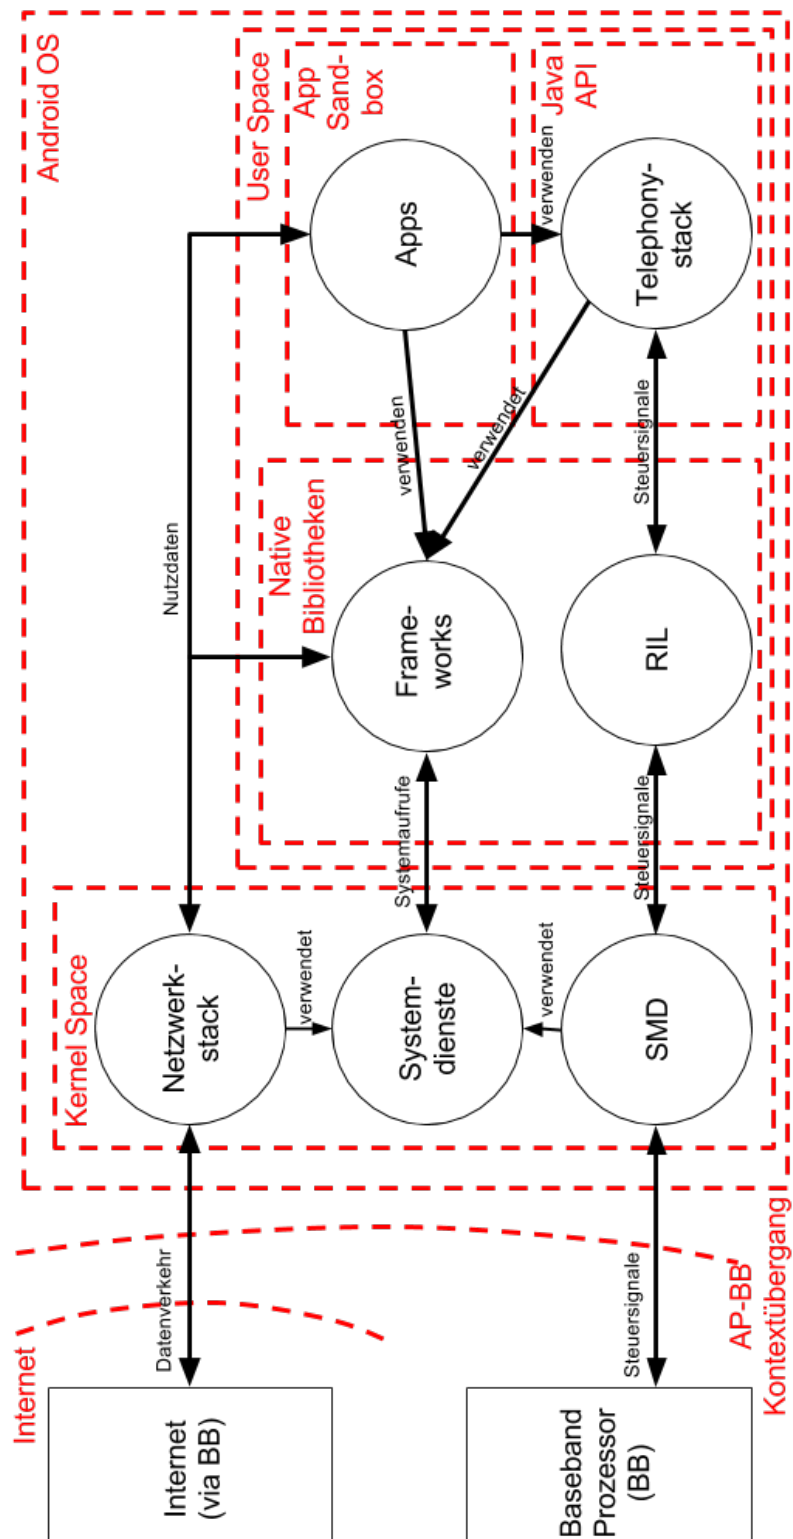 Android OS
User Space
App
Sand-
box
Java
API
Apps
verwenden
Telephony-
stack
verwenden
verwendet
Steuersignale
Nutzdaten
Native
Bibliotheken
Frame-
works
RIL
Systemaufrufe
Steuersignale
Kernel Space
Netzwerk-
stack
verwendet
System-
dienste
verwendet
SMD
Datenverkehr
Steuersignale
Internet
AP-BB
Kontextübergang
Internet
(via BB)
Baseband
Prozessor
(BB)